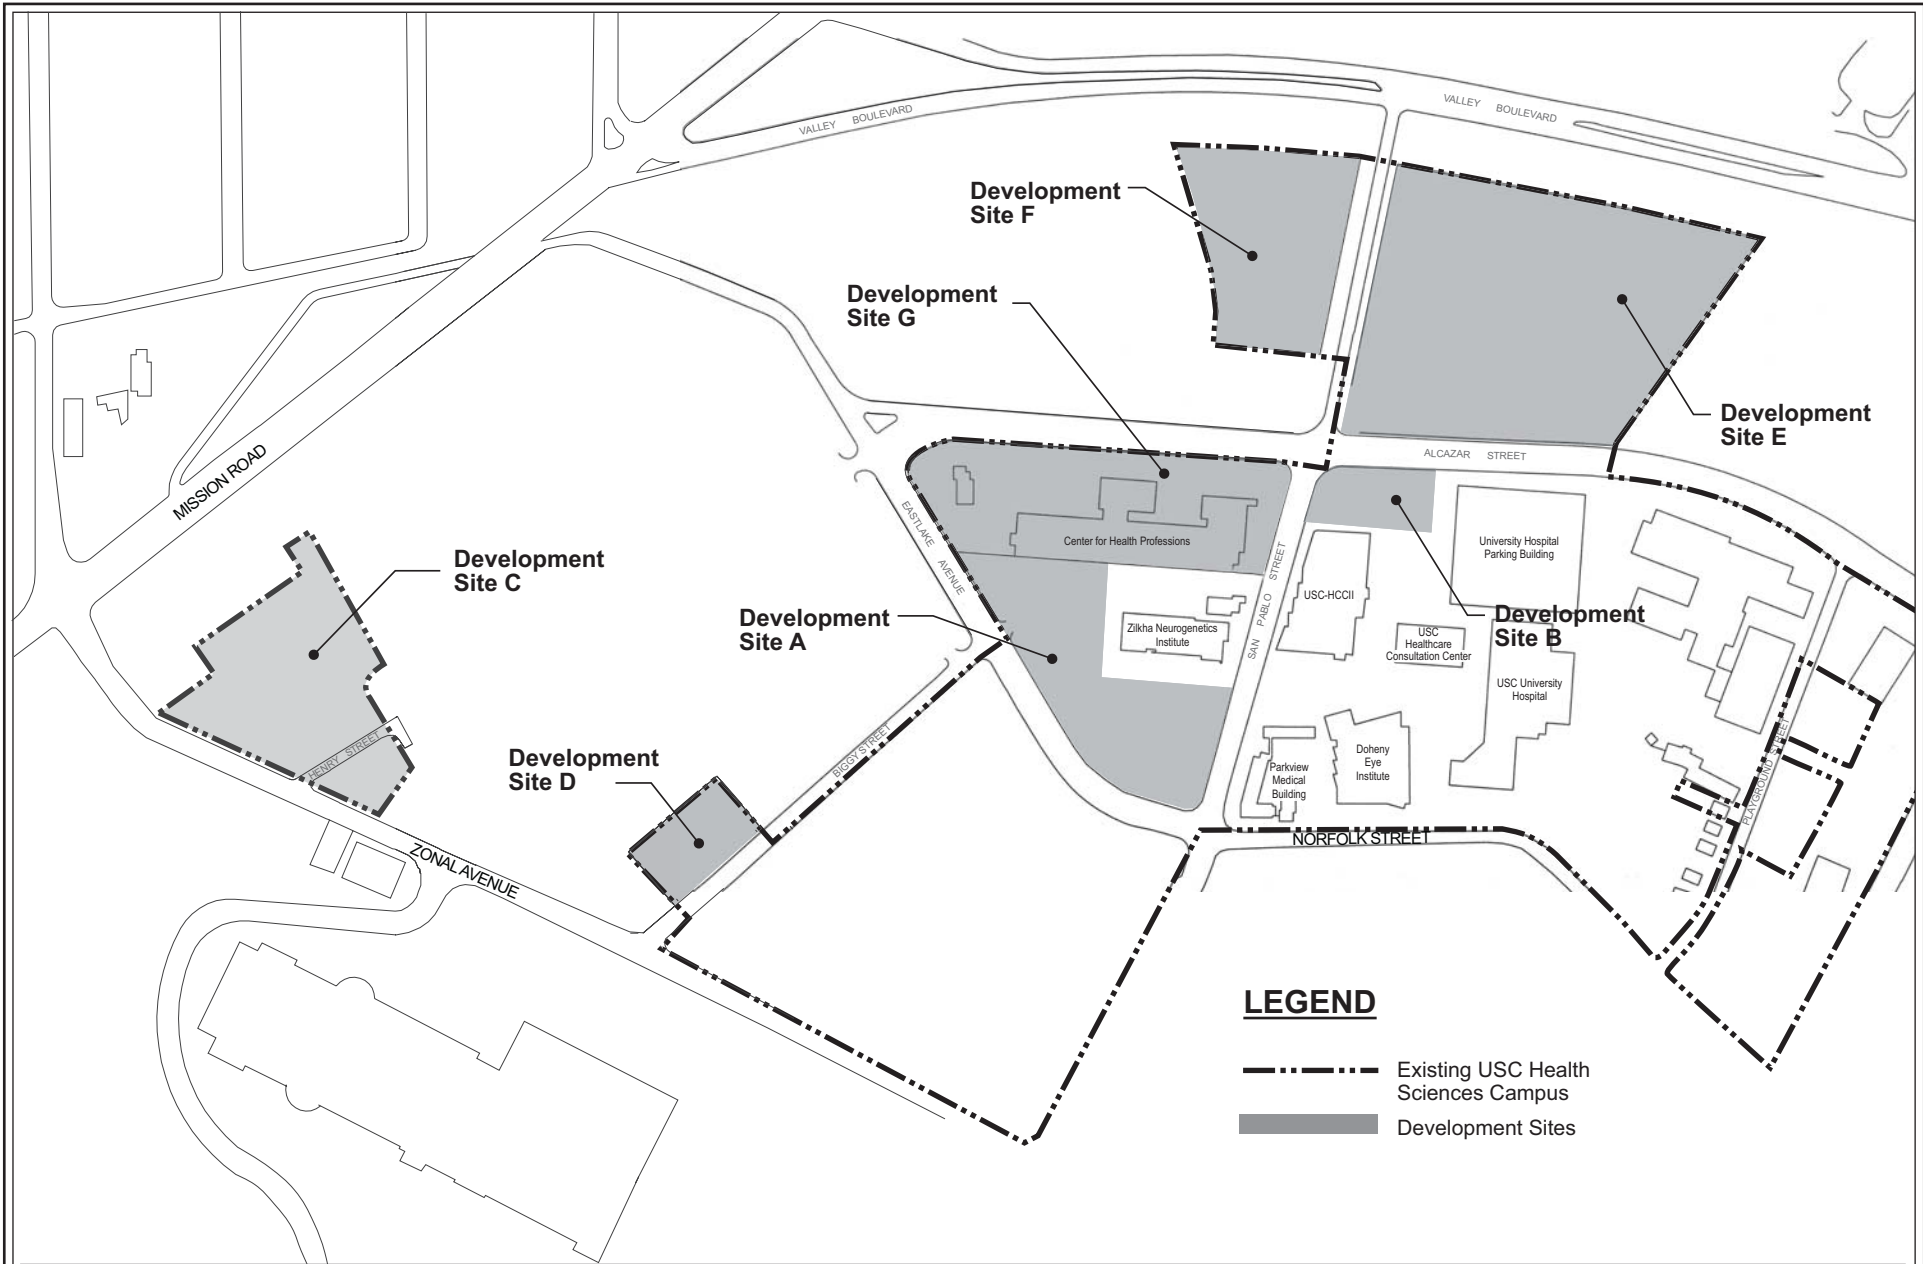 VALLEY BOULEVARD
VALLEY BOULEVARD
Development
Site F
Development
Site G
Development
Site E
ALCAZAR STREET
MISSION ROAD
EASTLAKE AVENUE
Center for Health Professions
University Hospital
Parking Building
Development
Site C
SAN PABLO STREET
USC-HCCII
Development
Site A
Zilkha Neurogenetics
Institute
Development
Site B
USC
Healthcare
Consultation Center
USC University
Hospital
HENRY STREET
BIGGY STREET
Development
Site D
Parkview
Medical
Building
Doheny
Eye
Institute
PLAYGROUND STREET
NORFOLK STREET
ZONAL AVENUE
LEGEND
Existing USC Health
Sciences Campus
Development Sites